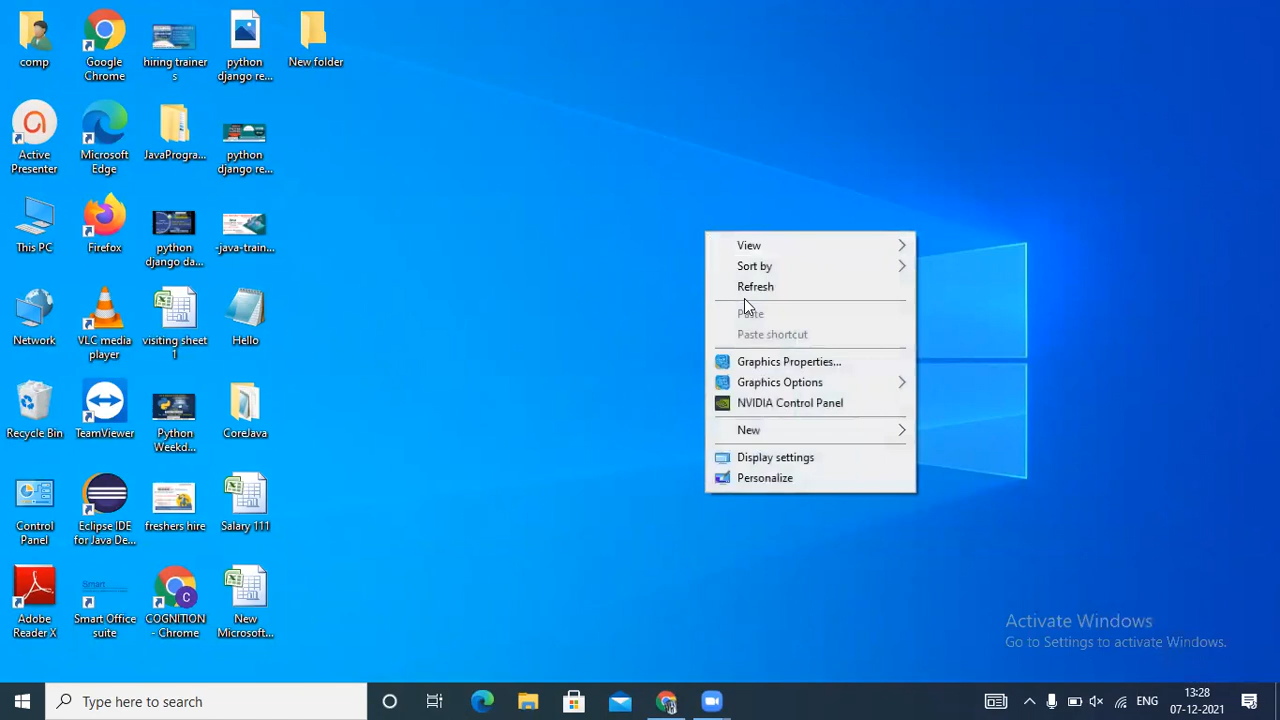 comp
Google
Chrome
hiring trainer
s
python
django re...
New folder
Active
Presenter
Microsoft
Edge
JavaProgra...
python
django re...
This PC
Firefox
python
django da...
-java-train...
Network
VLC media
player
visiting sheet
1
Hello
Recycle Bin
TeamViewer
Python
Weekd...
CoreJava
Control
Panel
Eclipse IDE
for Java De...
freshers hire
Salary 111
Adobe
Reader X
Smart
Smart Office
suite
C
COGNITION
- Chrome
New
Microsoft...
View
Sort by
Refresh
Paste
Paste shortcut
Graphics Properties...
Graphics Options
NVIDIA Control Panel
New
Display settings
Personalize
Activate Windows
Go to Settings to activate Windows.
Type here to search
ENG
13:28
07-12-2021